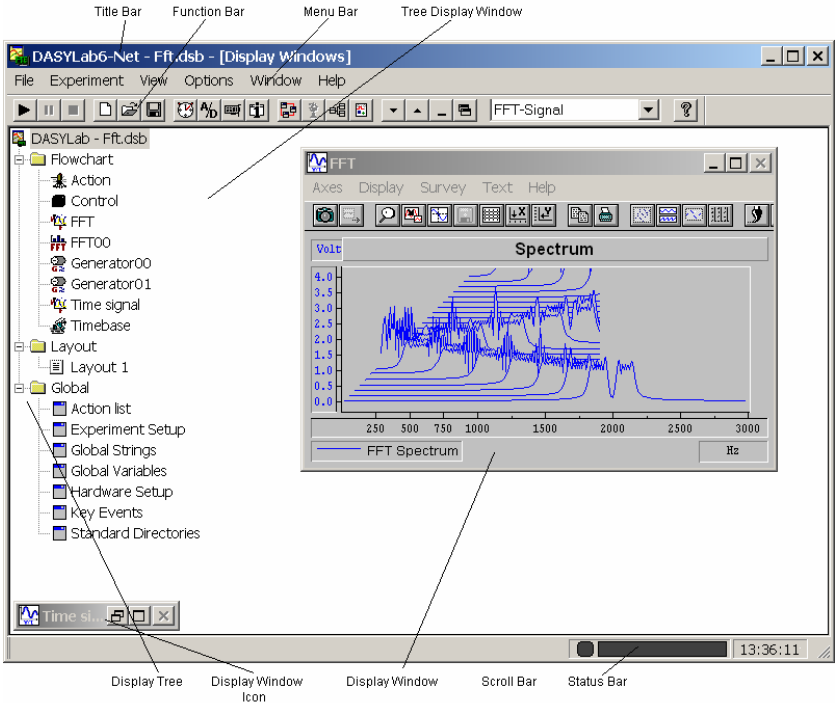 Title Bar Function Bar Menu Bar Tree Display Window
DASYLab6-Net - Fft.dsb - [Display Windows]
File Experiment View Options Window Help
A/D FFT-Signal ?
DASYLab - Fft.dsb
Flowchart
Action
Control
FFT
FFT00
Generator00
Generator01
Time signal
Timebase
Layout
Layout 1
Global
Action list
Experiment Setup
Global Strings
Global Variables
Hardware Setup
Key Events
Standard Directories
FFT
Axes Display Survey Text Help
Volt Spectrum
4.0
3.5
3.0
2.5
2.0
1.5
1.0
0.5
0.0
250 500 750 1000 1500 2000 2500 3000
FFT Spectrum Hz
Time si...
13:36:11
Display Tree Display Window Icon Display Window Scroll Bar Status Bar